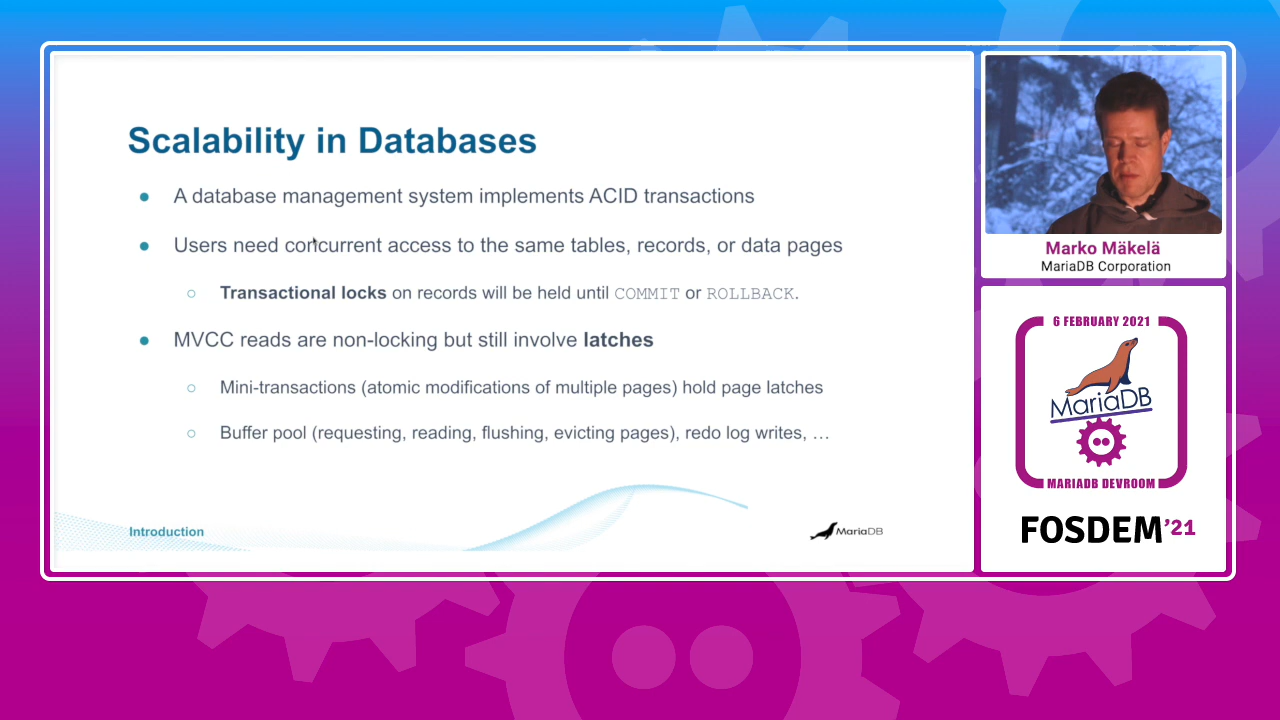 Scalability in Databases
A database management system implements ACID transactions
Users need concurrent access to the same tables, records, or data pages
Transactional locks on records will be held until COMMIT or ROLLBACK.
MVCC reads are non-locking but still involve latches
Mini-transactions (atomic modifications of multiple pages) hold page latches
Buffer pool (requesting, reading, flushing, evicting pages), redo log writes, …
Introduction
MariaDB
Marko Mäkelä
MariaDB Corporation
6 FEBRUARY 2021
MariaDB
MARIADB DEVROOM
FOSDEM'21